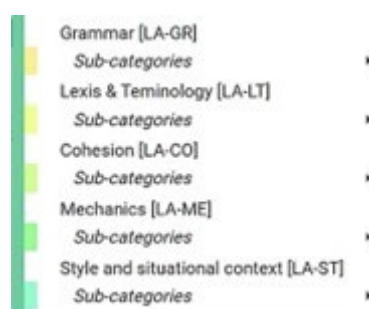 Grammar [LA-GR]
Sub-categories
Lexis & Teminology [LA-LT]
Sub-categories
Cohesion [LA-CO]
Sub-categories
Mechanics [LA-ME]
Sub-categories
Style and situational context [LA-ST]
Sub-categories